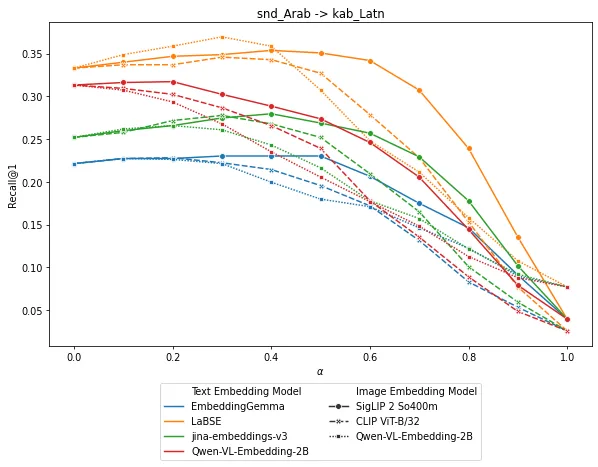 snd_Arab -> kab_Latn
Recall@1
0.35
0.30
0.25
0.20
0.15
0.10
0.05
0.0 0.2 0.4 0.6 0.8 1.0
α
Text Embedding Model
EmbeddingGemma
LaBSE
jina-embeddings-v3
Qwen-VL-Embedding-2B
Image Embedding Model
SigLIP 2 So400m
CLIP ViT-B/32
Qwen-VL-Embedding-2B